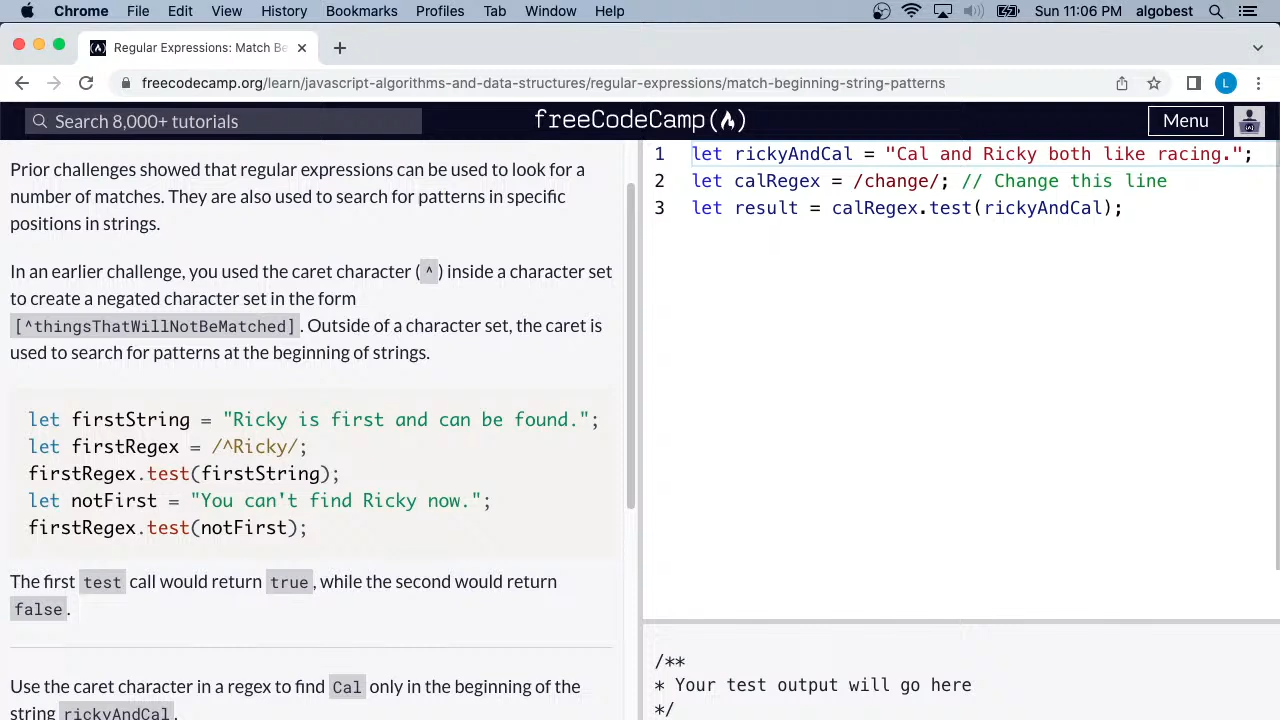 Chrome File Edit View History Bookmarks Profiles Tab Window Help Sun 11:06 PM algobest
Regular Expressions: Match Be
freecodecamp.org/learn/javascript-algorithms-and-data-structures/regular-expressions/match-beginning-string-patterns L
Search 8,000+ tutorials freeCodeCamp Menu
Prior challenges showed that regular expressions can be used to look for a
number of matches. They are also used to search for patterns in specific
positions in strings.
In an earlier challenge, you used the caret character ( ^ ) inside a character set
to create a negated character set in the form
[^thingsThatWillNotBeMatched]. Outside of a character set, the caret is
used to search for patterns at the beginning of strings.
let firstString = "Ricky is first and can be found.";
let firstRegex = /^Ricky/;
firstRegex.test(firstString);
let notFirst = "You can't find Ricky now.";
firstRegex.test(notFirst);
The first test call would return true, while the second would return
false.
Use the caret character in a regex to find Cal only in the beginning of the
string rickyAndCal.
1 let rickyAndCal = "Cal and Ricky both like racing.";
2 let calRegex = /change/; // Change this line
3 let result = calRegex.test(rickyAndCal);
/**
* Your test output will go here
*/